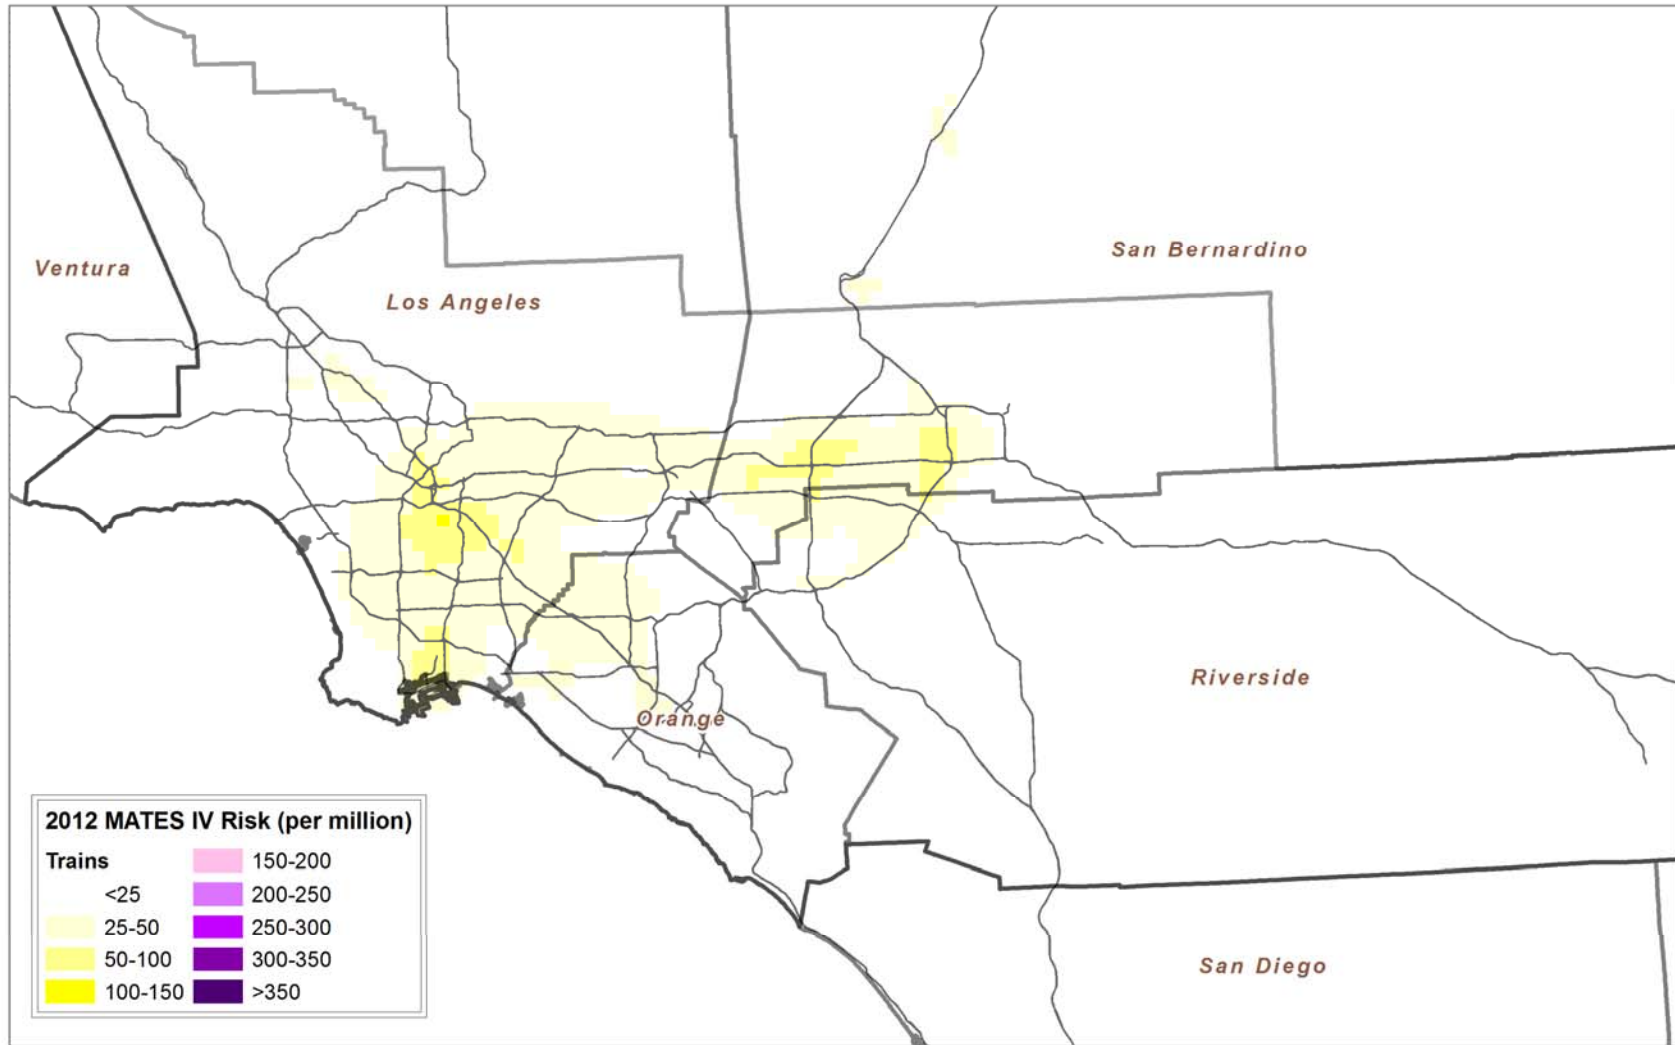 San Bernardino
Ventura
Los Angeles
Riverside
Orange
San Diego
2012 MATES IV Risk (per million)
Trains
<25
25-50
50-100
100-150
150-200
200-250
250-300
300-350
>350